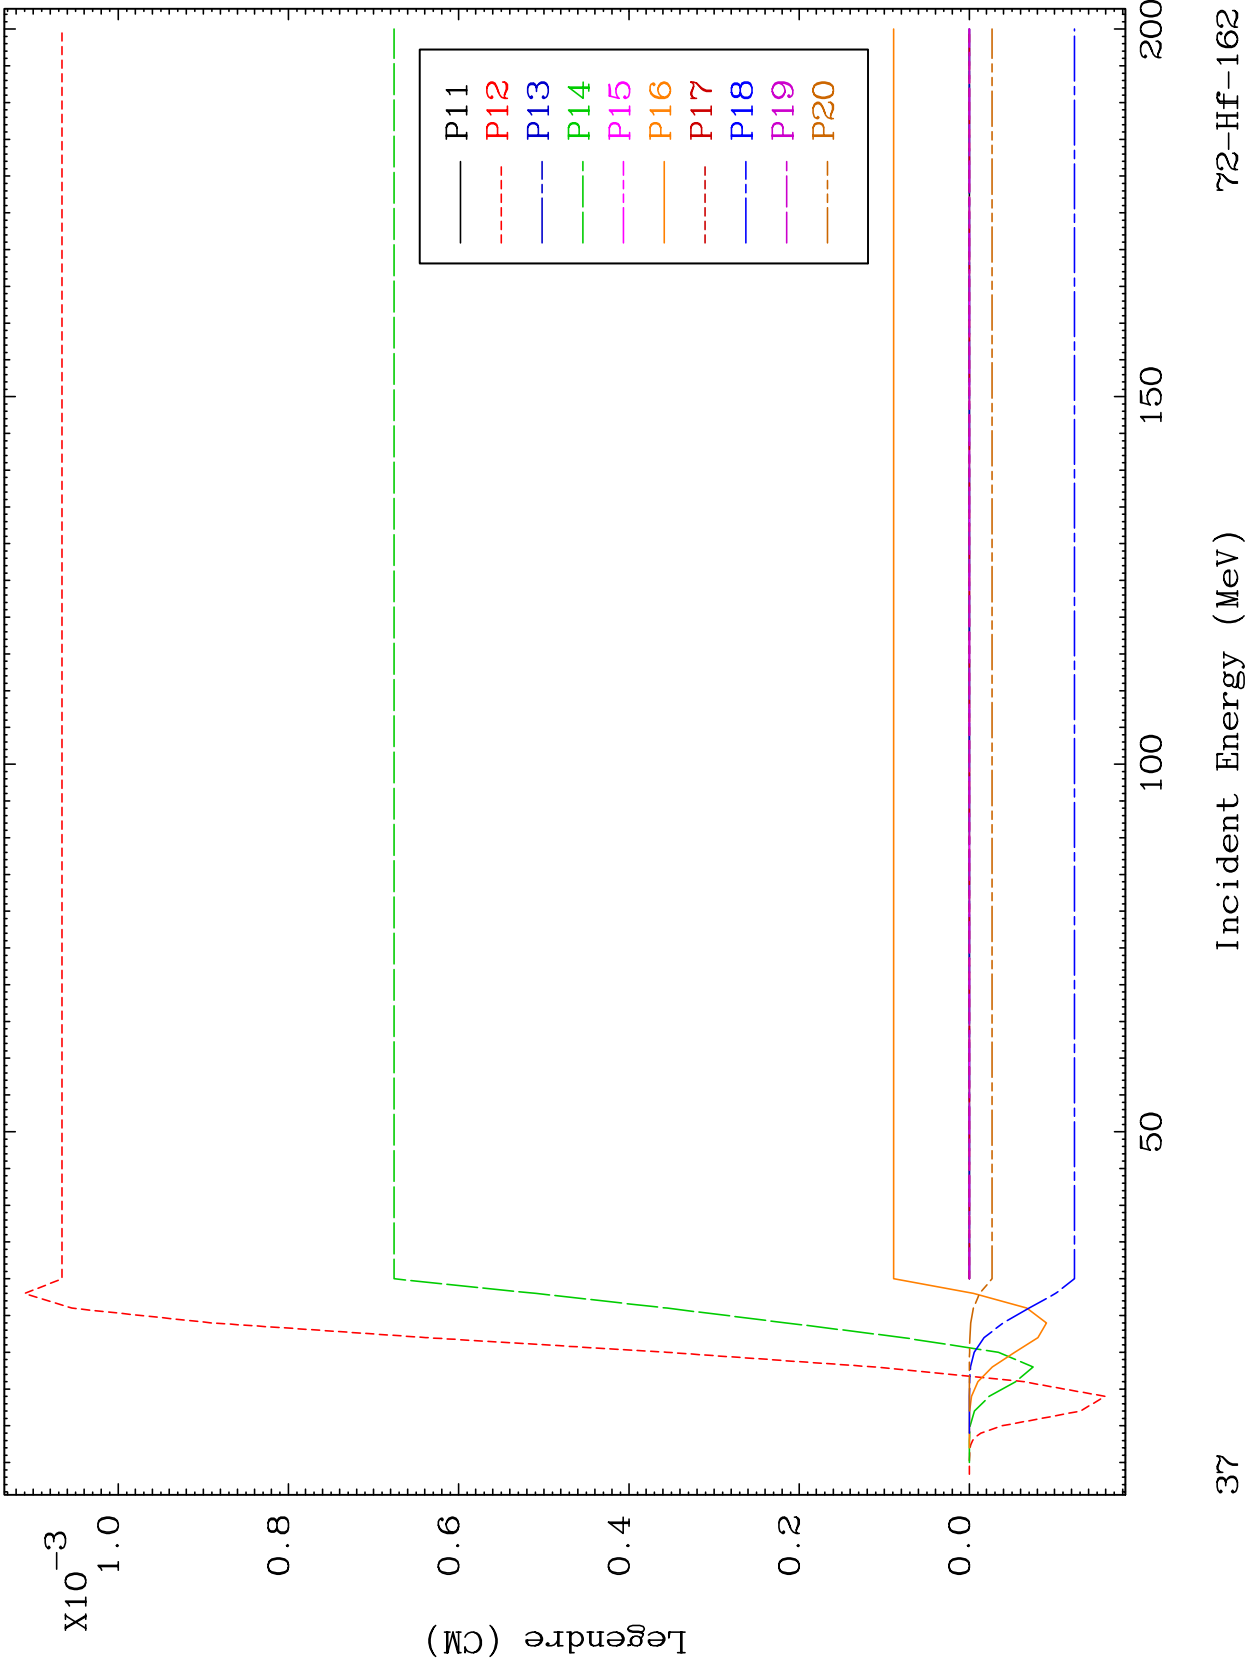 X10-3
1.0
0.8
0.6
0.4
0.2
0.0
Legendre (CM)
P11
P12
P13
P14
P15
P16
P17
P18
P19
P20
50
100
150
200
37
Incident Energy (MeV)
72-Hf-162